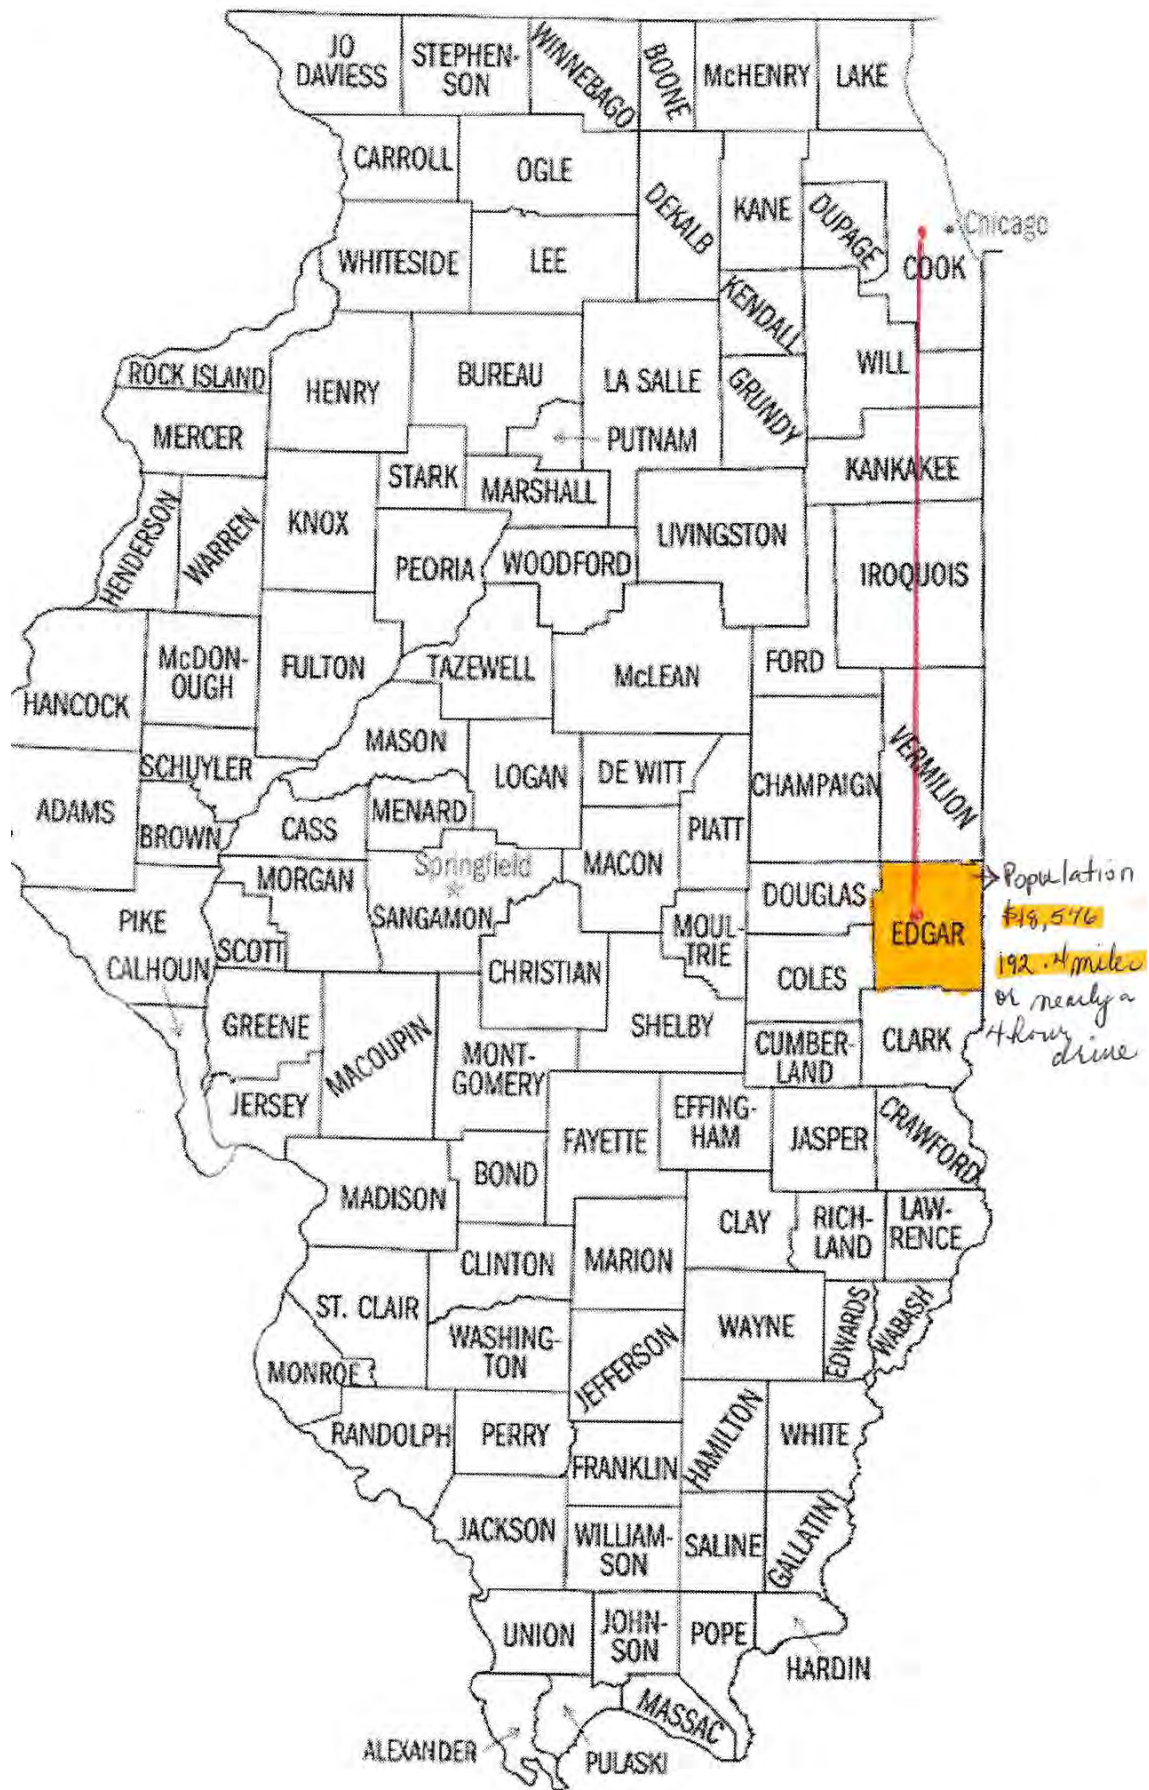 JO
DAVIESS
STEPHEN-
SON
WINNEBAGO
BOONE
McHENRY
LAKE
CARROLL
OGLE
DEKALB
KANE
DUPAGE
Chicago
COOK
WHITESIDE
LEE
KENDALL
ROCK ISLAND
HENRY
BUREAU
LA SALLE
GRUNDY
WILL
MERCER
PUTNAM
KANKAKEE
STARK
MARSHALL
HENDERSON
WARREN
KNOX
PEORIA
WOODFORD
LIVINGSTON
IROQUOIS
HANCOCK
McDON-
OUGH
FULTON
TAZEWELL
McLEAN
FORD
SCHUYLER
MASON
LOGAN
DE WITT
CHAMPAIGN
VERMILION
ADAMS
BROWN
CASS
MENARD
PIATT
MACON
Springfield
MORGAN
SANGAMON
DOUGLAS
EDGAR
Population
$18,576
192.4 miles
or nearly a
4 hour
drive
PIKE
SCOTT
CHRISTIAN
MOUL-
TRIE
COLES
CALHOUN
GREENE
MACOUPIN
MONT-
GOMERY
SHELBY
CUMBER-
LAND
CLARK
JERSEY
FAYETTE
EFFING-
HAM
JASPER
CRAWFORD
MADISON
BOND
CLAY
RICH-
LAND
LAW-
RENCE
CLINTON
MARION
ST. CLAIR
WASHING-
TON
JEFFERSON
WAYNE
EDWARDS
WABASH
MONROE
RANDOLPH
PERRY
FRANKLIN
HAMILTON
WHITE
JACKSON
WILLIAM-
SON
SALINE
GALLATIN
UNION
JOHN-
SON
POPE
HARDIN
MASSAC
ALEXANDER
PULASKI